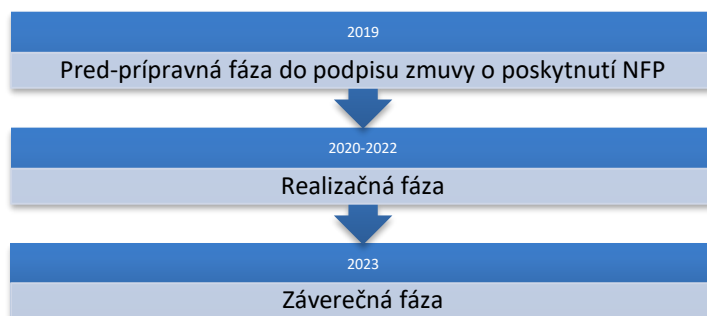 2019
Pred-prípravná fáza do podpisu zmuvy o poskytnutí NFP
2020-2022
Realizačná fáza
2023
Záverečná fáza